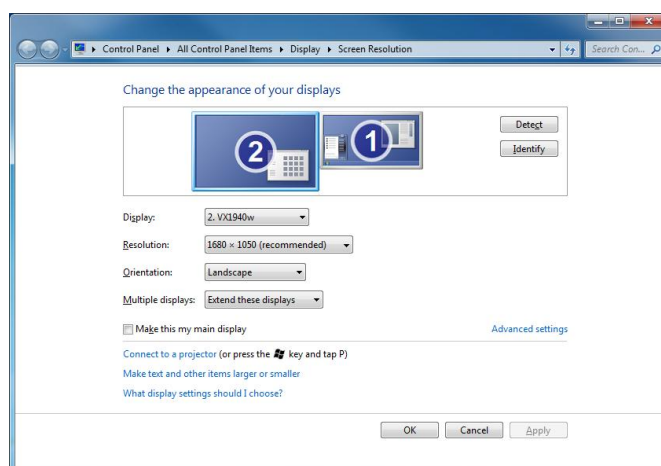 Control Panel ▸ All Control Panel Items ▸ Display ▸ Screen Resolution
Search Con...
Change the appearance of your displays
2
1
Detect
Identify
Display: 2. VX1940w
Resolution: 1680 × 1050 (recommended)
Orientation: Landscape
Multiple displays: Extend these displays
Make this my main display
Advanced settings
Connect to a projector (or press the key and tap P)
Make text and other items larger or smaller
What display settings should I choose?
OK Cancel Apply